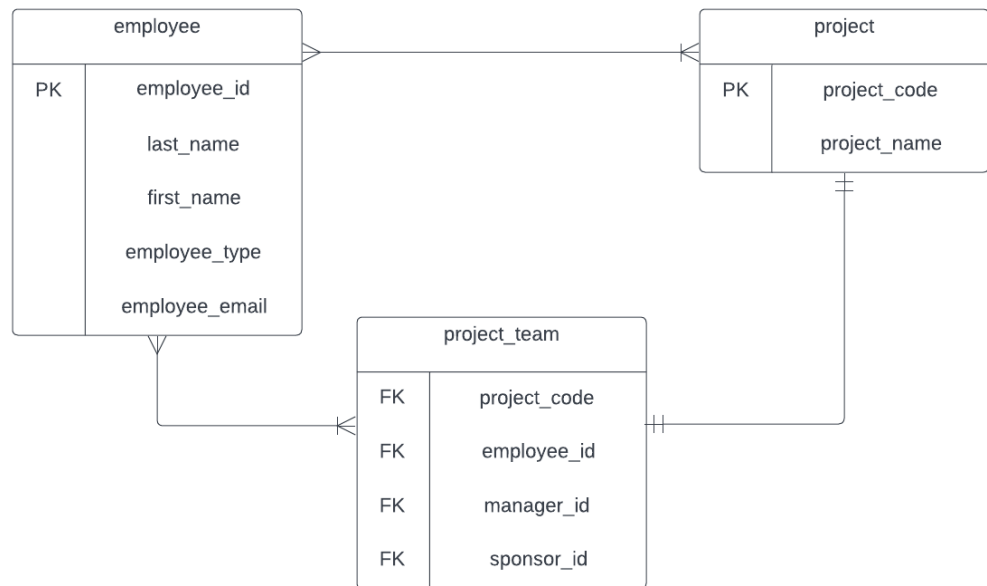 employee
PK employee_id
last_name
first_name
employee_type
employee_email
project
PK project_code
project_name
project_team
FK project_code
FK employee_id
FK manager_id
FK sponsor_id